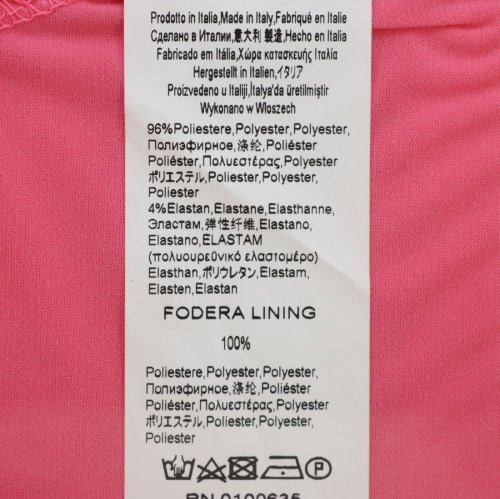 Prodotto in Italia,Made in Italy,Fabriqué en Italie
Сделано в Италии,意大利 製造,Hecho en Italia
Fabricado em Itália,Χώρα κατασκευής Ιταλία
Hergestellt in Italien,イタリア
Proizvedeno u Italiji,İtalya'da üretilmiştir
Wykonano w Wloszech
96%Poliestere,Polyester,Polyester,
Полиэфирное,涤纶,Poliéster
Poliéster,Πολυεστέρας,Polyester
ポリエステル,Poliester,Polyester,
Poliester
4%Elastan,Elastane,Elasthanne,
Эластам,弹性纤维,Elastano,
Elastano,ELASTAM
(πολυουρεθνικό ελαστομέρο)
Elasthan,ポリウレタン,Elastam,
Elasten,Elastan
FODERA LINING
100%
Poliestere,Polyester,Polyester,
Полиэфирное,涤纶,Poliéster
Poliéster,Πολυεστέρας,Polyester
ポリエステル,Poliester,Polyester,
Poliester
P
RN 0100635